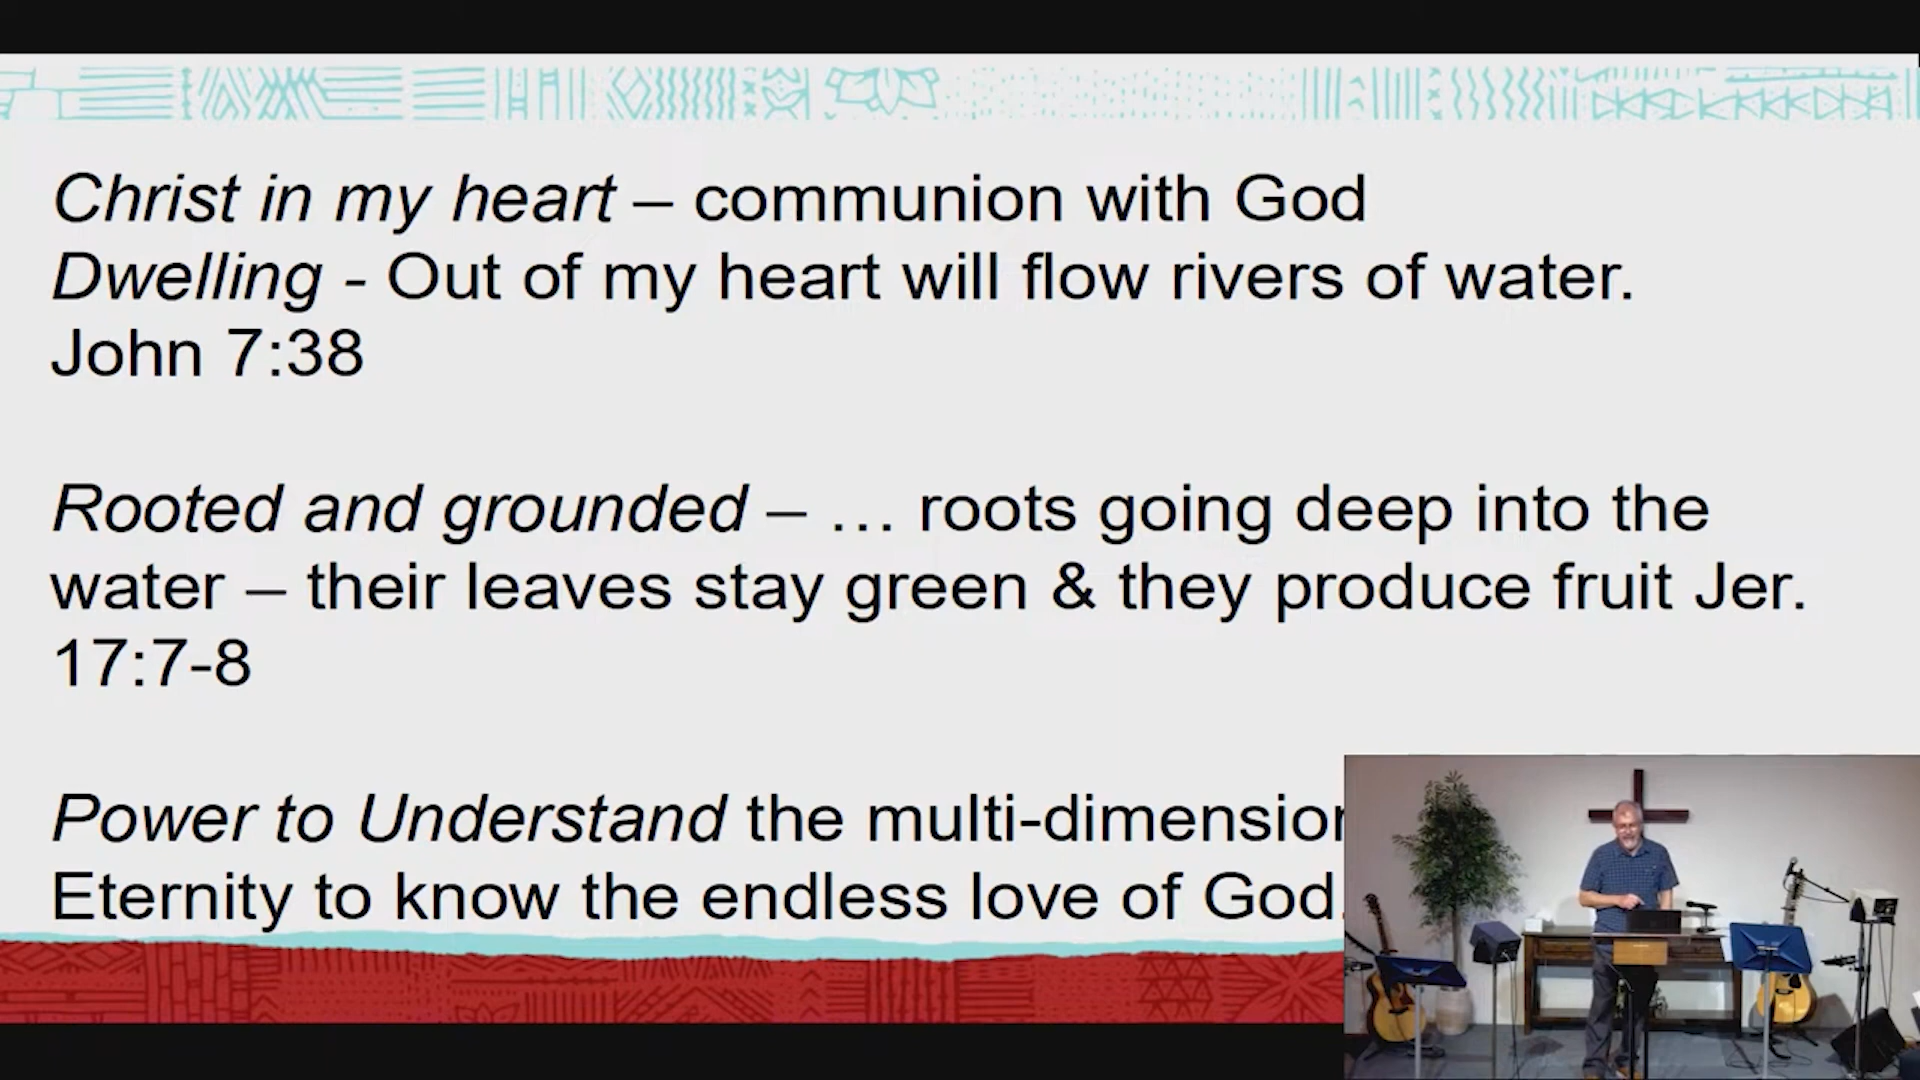 Christ in my heart – communion with God
Dwelling - Out of my heart will flow rivers of water.
John 7:38
Rooted and grounded – … roots going deep into the
water – their leaves stay green & they produce fruit Jer.
17:7-8
Power to Understand the
Eternity to know the endless love of God.